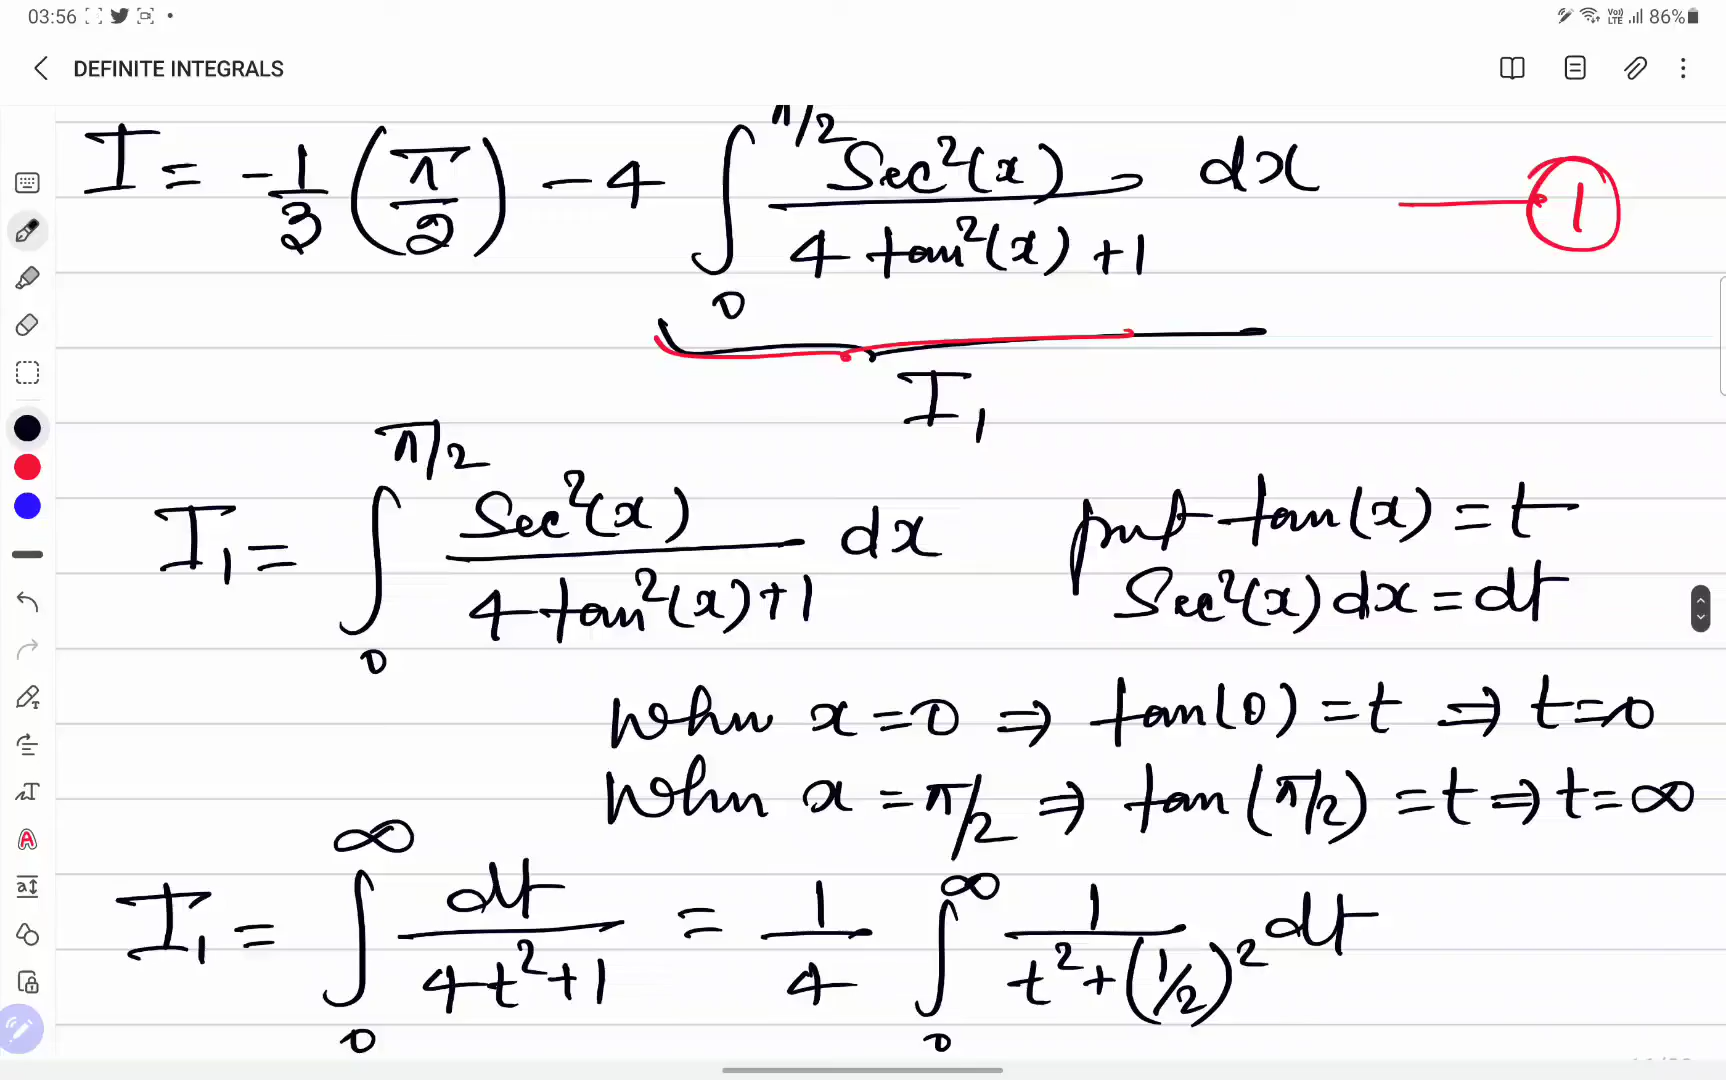 03:56
Vo)) LTE 86%
DEFINITE INTEGRALS
I = -1/3 (π/2) - 4 ∫₀^(π/2) Sec²(x) / (4 tan²(x) + 1) dx ——①
I₁
I₁ = ∫₀^(π/2) Sec²(x) / (4 tan²(x) + 1) dx put tan(x) = t
Sec²(x) dx = dt
When x = 0 ⇒ tan(0) = t ⇒ t = 0
When x = π/2 ⇒ tan(π/2) = t ⇒ t = ∞
I₁ = ∫₀^∞ dt / (4t² + 1) = 1/4 ∫₀^∞ 1 / (t² + (1/2)²) dt